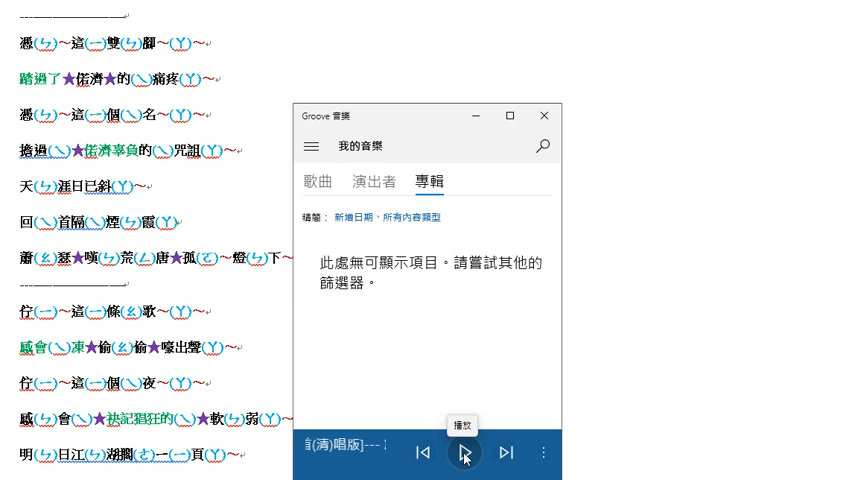 憑(ㄣ)～這(一)雙(ㄣ)腳～(ㄚ)～
踏過了★偌濟★的(ㄟ)痛疼(ㄚ)～
憑(ㄣ)～這(一)個(ㄟ)名～(ㄚ)～
擔過(ㄟ)★偌濟辜負的(ㄟ)咒詛(ㄚ)～
天(ㄣ)涯日已斜(ㄚ)～
回(ㄟ)首隔(ㄟ)煙(ㄣ)霞(ㄚ)
蕭(ㄠ)瑟★嘆(ㄣ)荒(ㄥ)唐★孤(ㄛ)～燈(ㄣ)下～
佇(一)～這(一)條(ㄠ)歌～(ㄚ)～
感會(ㄟ)凍★偷(ㄠ)偷★嚎出聲(ㄚ)～
佇(一)～這(一)個(ㄟ)夜～(ㄚ)～
感(ㄣ)會(ㄟ)★袂記猖狂的(ㄟ)★軟(ㄣ)弱(ㄚ)～
明(ㄣ)日江(ㄣ)湖擱(ㄜ)一(一)頁(ㄚ)～
Groove 音樂
我的音樂
歌曲 演出者 專輯
精簡： 新增日期、所有內容類型
此處無可顯示項目。請嘗試其他的
篩選器。
播放
(清)唱版]---